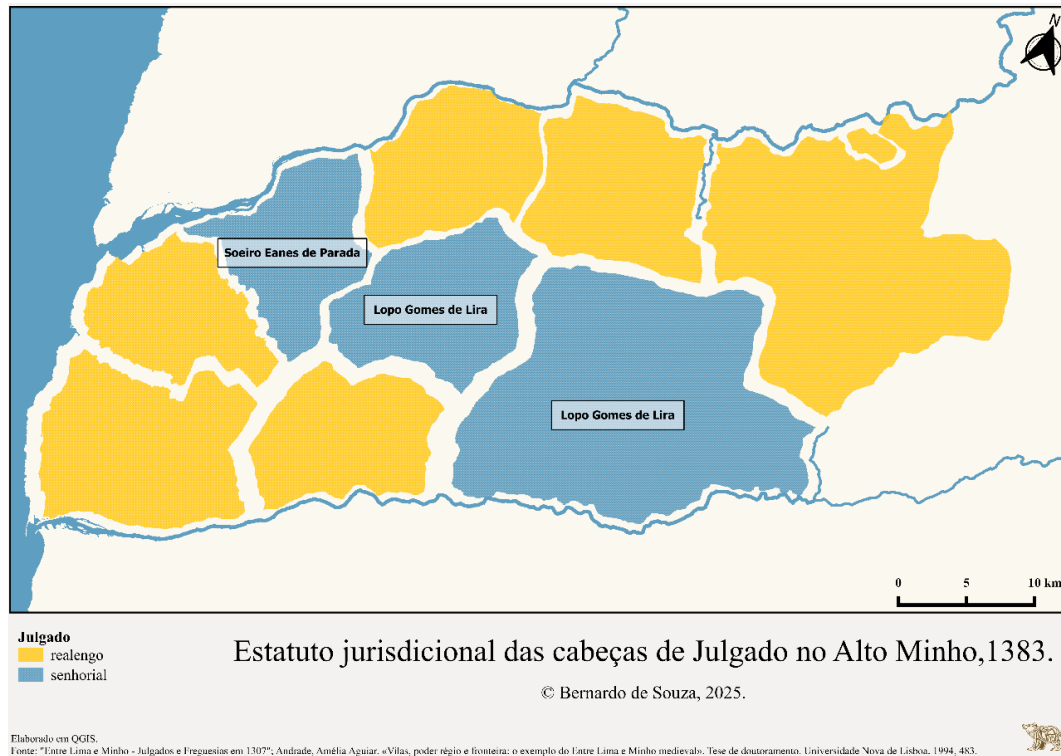 N
Soeiro Eanes de Parada
Lopo Gomes de Lira
Lopo Gomes de Lira
0 5 10 km
Julgado
realengo
senhorial
Estatuto jurisdicional das cabeças de Julgado no Alto Minho,1383.
© Bernardo de Souza, 2025.
Elaborado em QGIS.
Fonte: "Entre Lima e Minho - Julgados e Freguesias em 1307"; Andrade, Amélia Aguiar. «Vilas, poder régio e fronteira: o exemplo do Entre Lima e Minho medieval». Tese de doutoramento. Universidade Nova de Lisboa. 1994, 483.